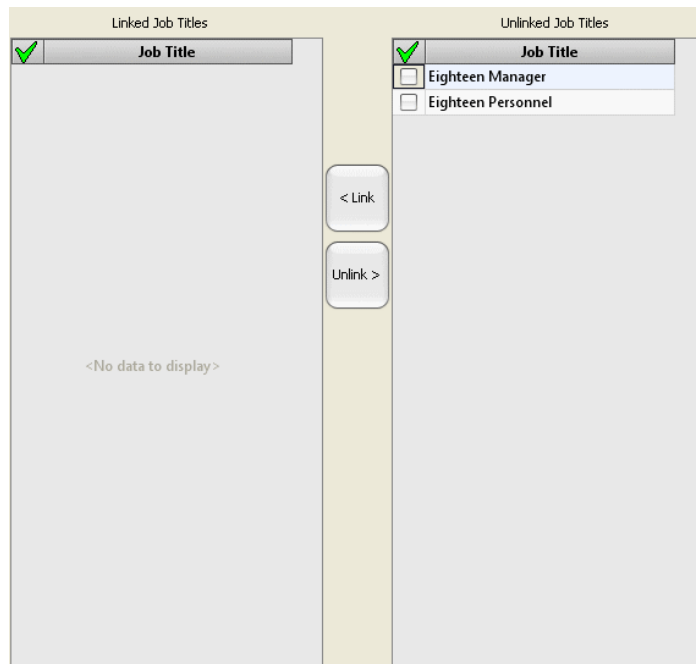 Linked Job Titles
Unlinked Job Titles
Job Title
Job Title
Eighteen Manager
Eighteen Personnel
< Link
Unlink >
<No data to display>